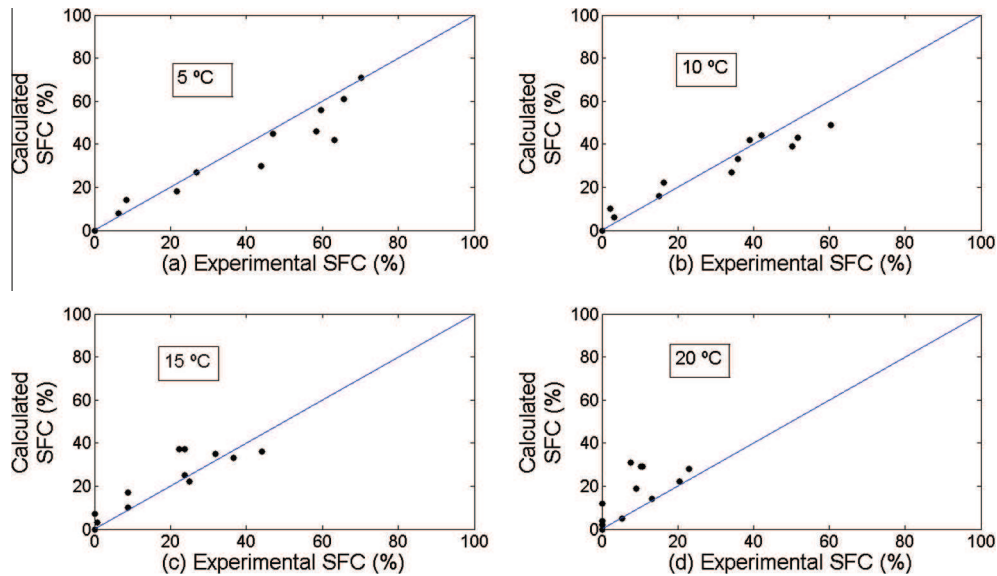 100
80
60
40
20
0
Calculated
SFC (%)
5 ºC
0 20 40 60 80 100
(a) Experimental SFC (%)
100
80
60
40
20
0
Calculated
SFC (%)
10 ºC
0 20 40 60 80 100
(b) Experimental SFC (%)
100
80
60
40
20
0
Calculated
SFC (%)
15 ºC
0 20 40 60 80 100
(c) Experimental SFC (%)
100
80
60
40
20
0
Calculated
SFC (%)
20 ºC
0 20 40 60 80 100
(d) Experimental SFC (%)